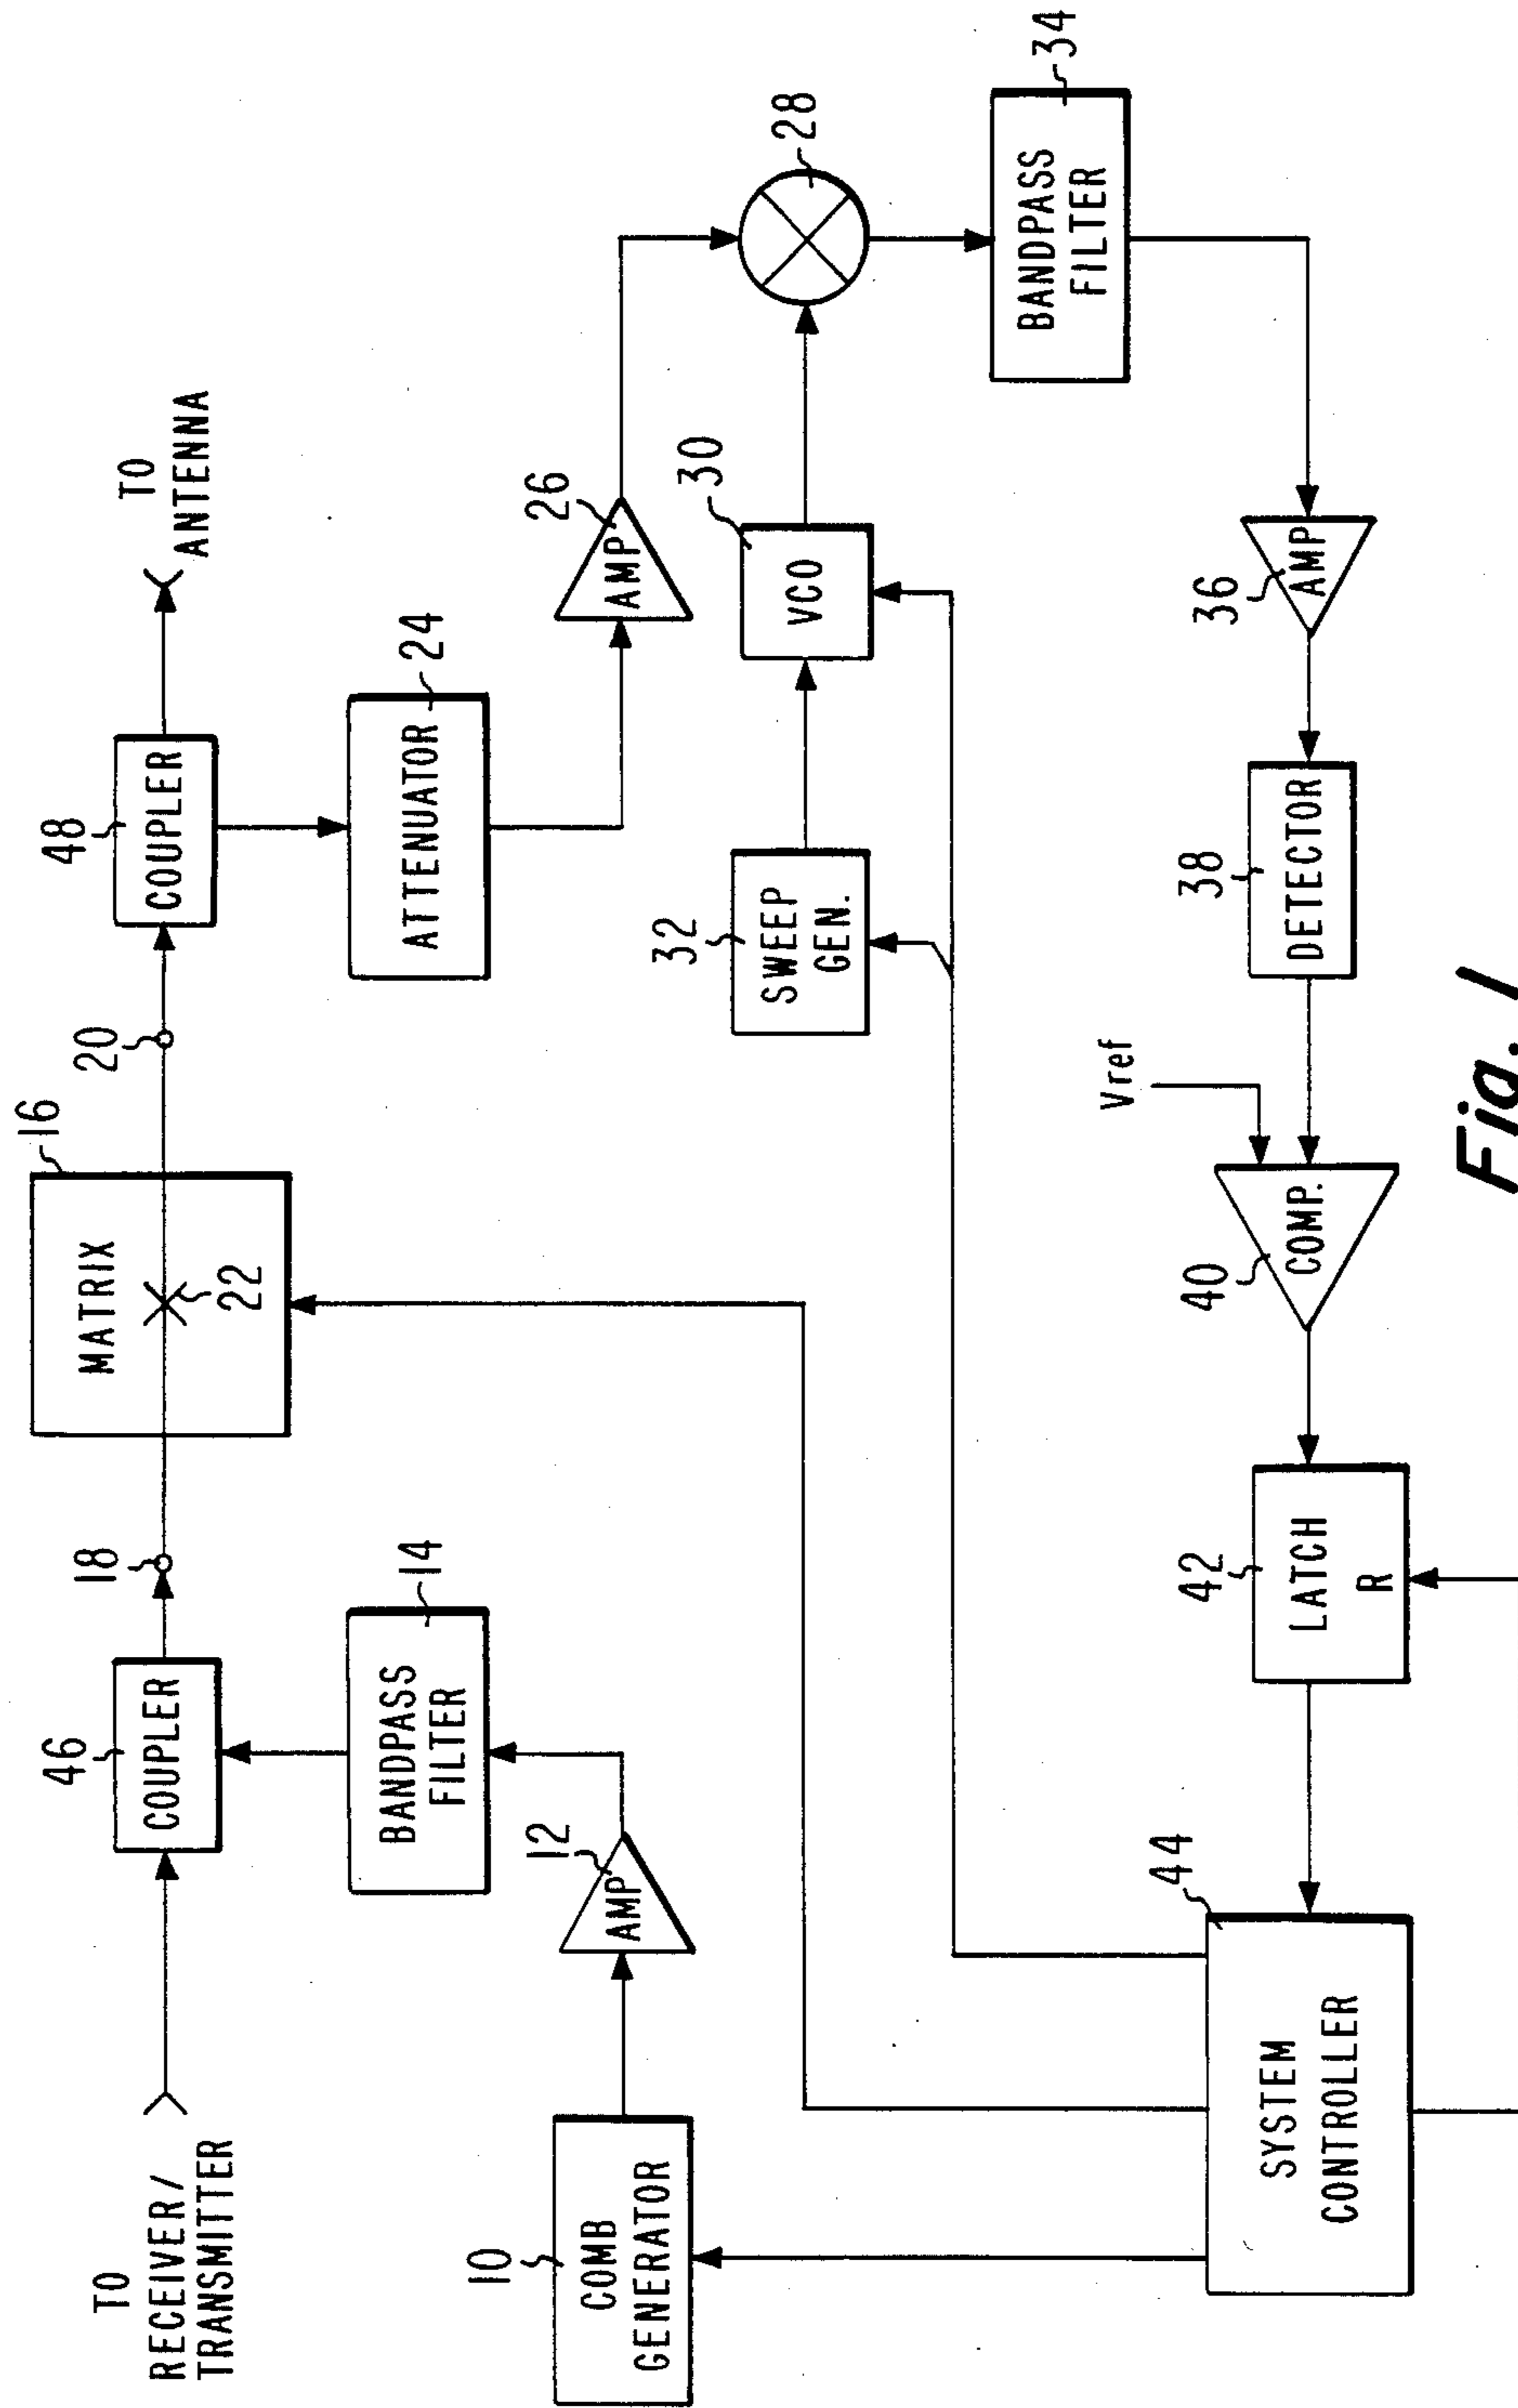 TO
RECEIVER/
TRANSMITTER
46
COUPLER
18
MATRIX
16
22
20
48
COUPLER
TO
ANTENNA
BANDPASS
FILTER
14
ATTENUATOR
24
10
COMB
GENERATOR
AMP
12
AMP
26
32
SWEEP
GEN.
VCO
30
28
BANDPASS
FILTER
34
SYSTEM
CONTROLLER
44
42
LATCH
R
40
COMP.
Vref
38
DETECTOR
36
AMP
Fig. 1